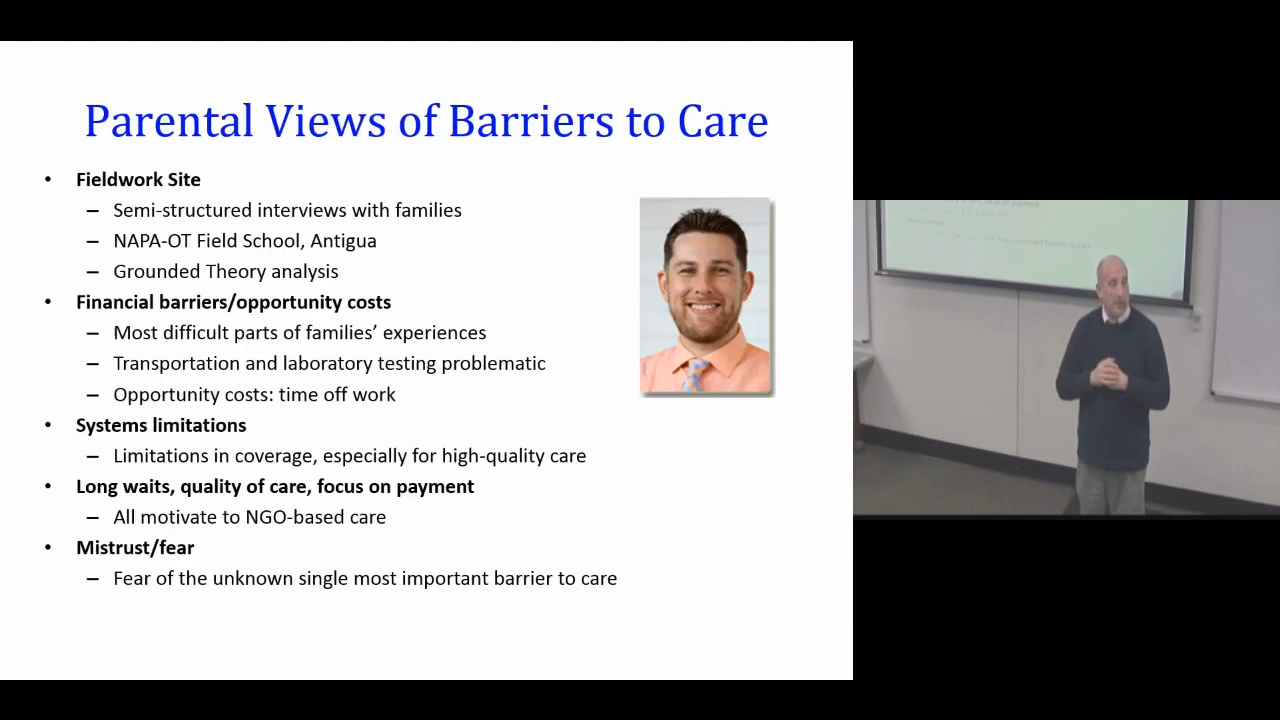 Parental Views of Barriers to Care
• Fieldwork Site
– Semi-structured interviews with families
– NAPA-OT Field School, Antigua
– Grounded Theory analysis
• Financial barriers/opportunity costs
– Most difficult parts of families’ experiences
– Transportation and laboratory testing problematic
– Opportunity costs: time off work
• Systems limitations
– Limitations in coverage, especially for high-quality care
• Long waits, quality of care, focus on payment
– All motivate to NGO-based care
• Mistrust/fear
– Fear of the unknown single most important barrier to care